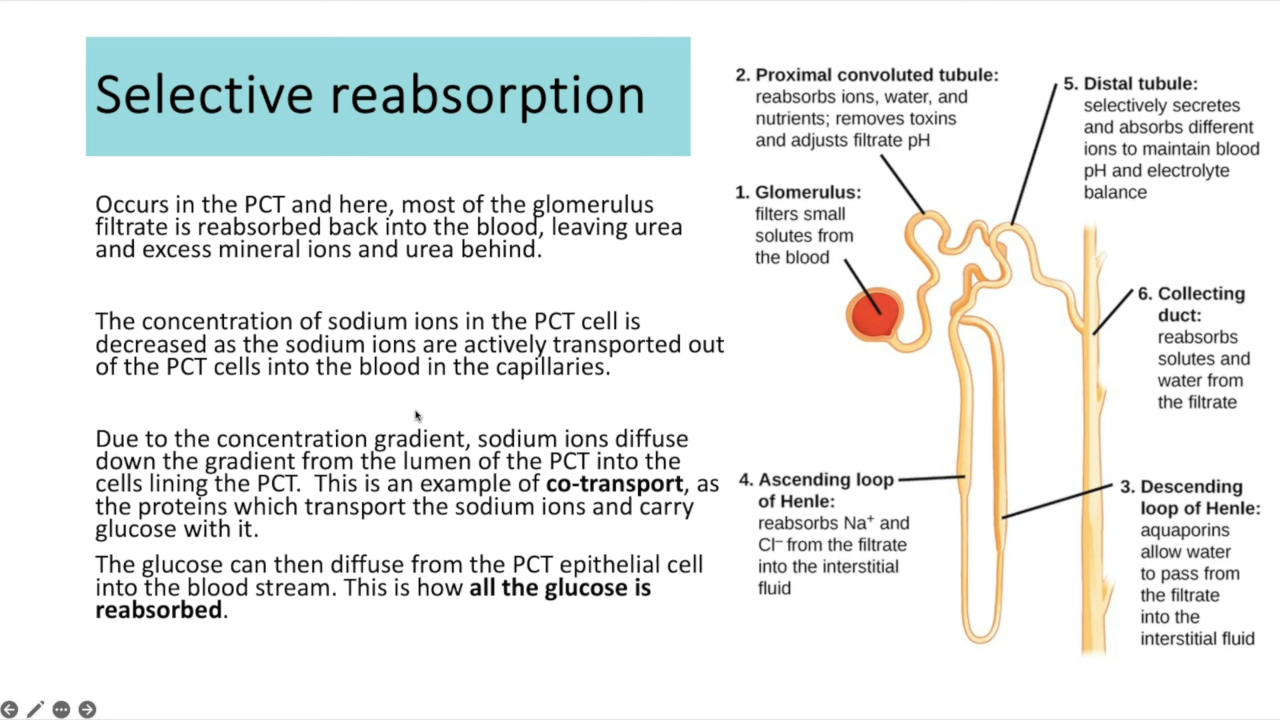 Selective reabsorption
Occurs in the PCT and here, most of the glomerulus
filtrate is reabsorbed back into the blood, leaving urea
and excess mineral ions and urea behind.
The concentration of sodium ions in the PCT cell is
decreased as the sodium ions are actively transported out
of the PCT cells into the blood in the capillaries.
Due to the concentration gradient, sodium ions diffuse
down the gradient from the lumen of the PCT into the
cells lining the PCT.  This is an example of co-transport, as
the proteins which transport the sodium ions and carry
glucose with it.
The glucose can then diffuse from the PCT epithelial cell
into the blood stream. This is how all the glucose is
reabsorbed.
2. Proximal convoluted tubule:
reabsorbs ions, water, and
nutrients; removes toxins
and adjusts filtrate pH
5. Distal tubule:
selectively secretes
and absorbs different
ions to maintain blood
pH and electrolyte
balance
1. Glomerulus:
filters small
solutes from
the blood
6. Collecting
duct:
reabsorbs
solutes and
water from
the filtrate
4. Ascending loop
of Henle:
reabsorbs Na⁺ and
Cl⁻ from the filtrate
into the interstitial
fluid
3. Descending
loop of Henle:
aquaporins
allow water
to pass from
the filtrate
into the
interstitial fluid